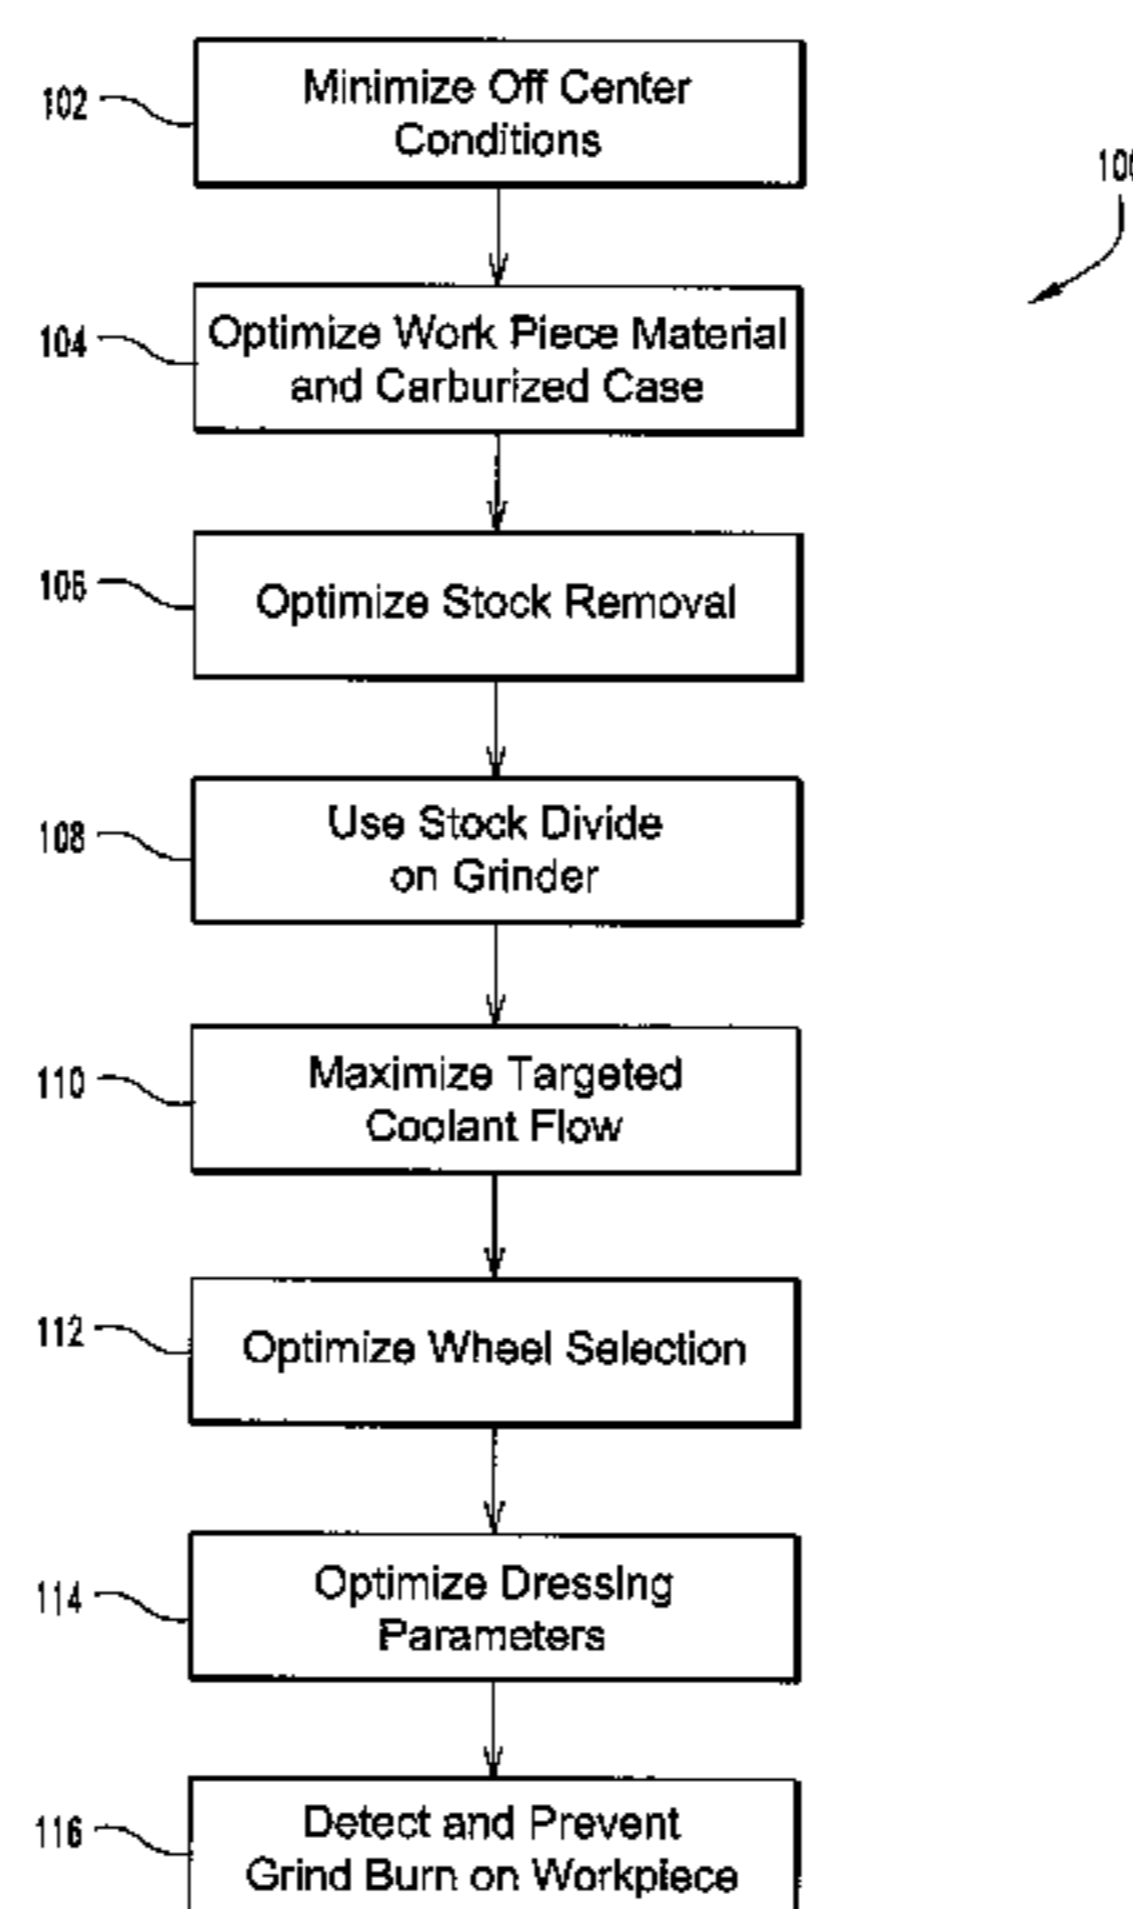 102
Minimize Off Center
Conditions
100
104
Optimize Work Piece Material
and Carburized Case
106
Optimize Stock Removal
108
Use Stock Divide
on Grinder
110
Maximize Targeted
Coolant Flow
112
Optimize Wheel Selection
114
Optimize Dressing
Parameters
116
Detect and Prevent
Grind Burn on Workpiece